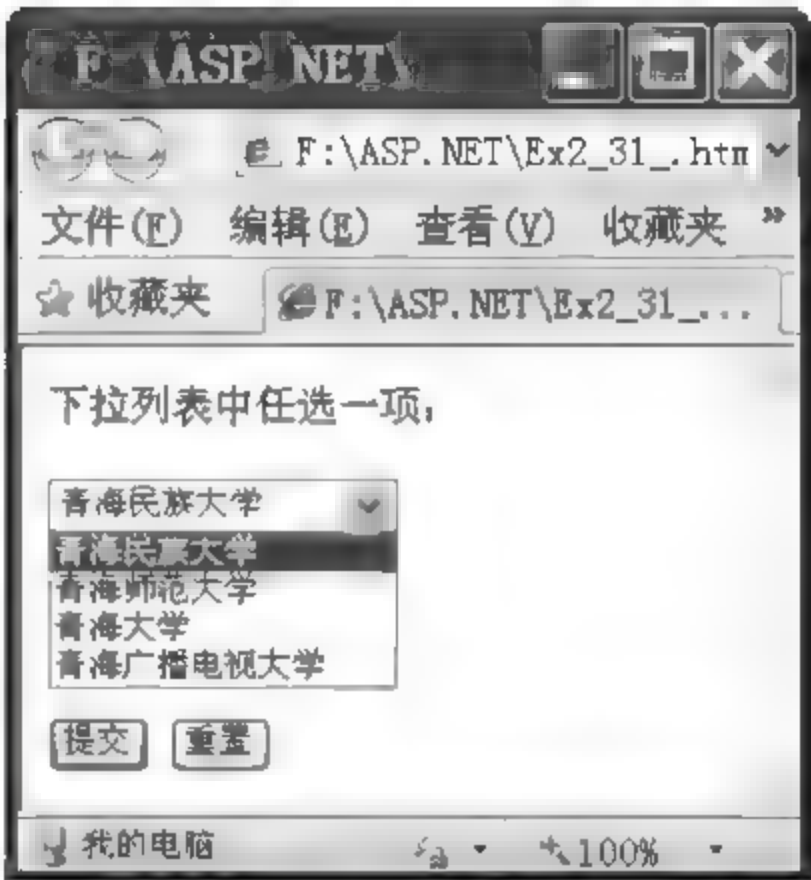 F:\ASP.NET\
F:\ASP.NET\Ex2_31_.htm
文件(F) 编辑(E) 查看(V) 收藏夹 »
收藏夹 F:\ASP.NET\Ex2_31_...
下拉列表中任选一项:
青海民族大学
青海民族大学
青海师范大学
青海大学
青海广播电视大学
提交 重置
我的电脑 100%